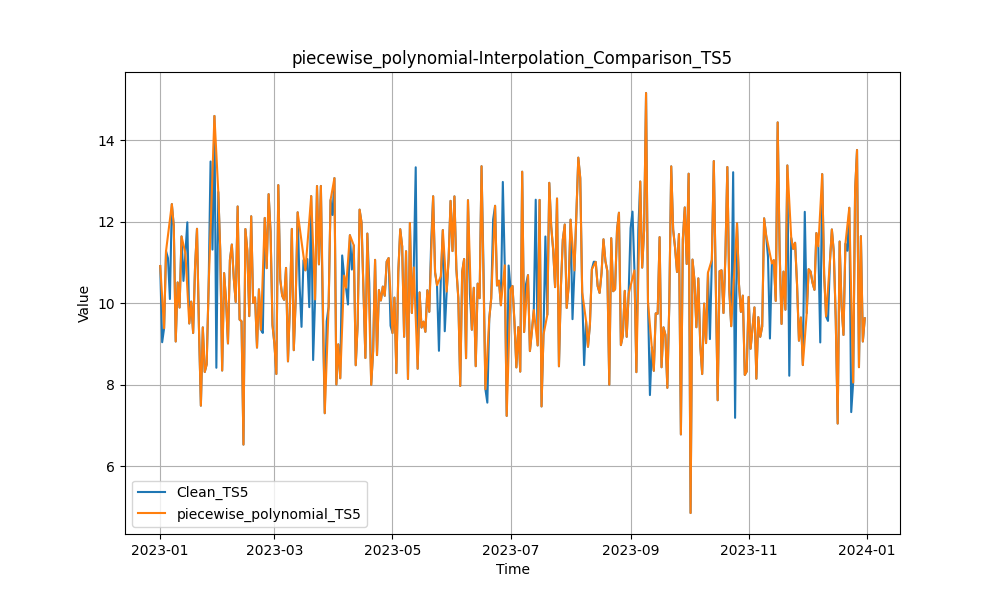 piecewise_polynomial-Interpolation_Comparison_TS5
Value
14
12
10
8
6
Clean_TS5
piecewise_polynomial_TS5
2023-01 2023-03 2023-05 2023-07 2023-09 2023-11 2024-01
Time